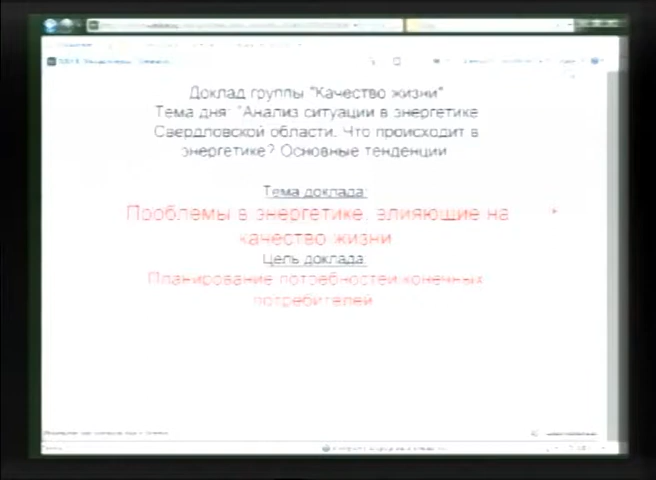 Доклад группы "Качество жизни"
Тема дня: "Анализ ситуации в энергетике
Свердловской области. Что происходит в
энергетике? Основные тенденции
Тема доклада:
Проблемы в энергетике, влияющие на
качество жизни
Цель доклада:
Планирование потребностей конечных
потребителей